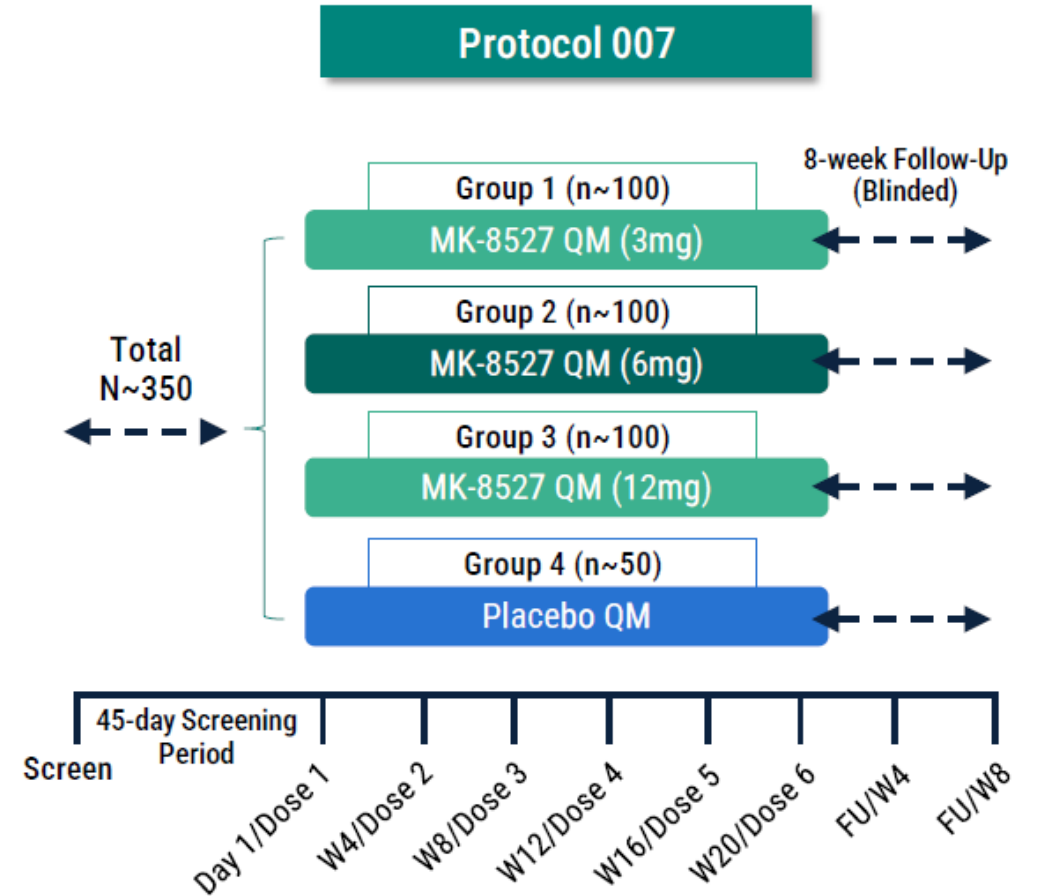 Protocol 007
8-week Follow-Up
(Blinded)
Group 1 (n~100)
MK-8527 QM (3mg)
Group 2 (n~100)
MK-8527 QM (6mg)
Total
N~350
Group 3 (n~100)
MK-8527 QM (12mg)
Group 4 (n~50)
Placebo QM
45-day Screening
Period
Screen
Day 1/Dose 1
W4/Dose 2
W8/Dose 3
W12/Dose 4
W16/Dose 5
W20/Dose 6
FU/W4
FU/W8